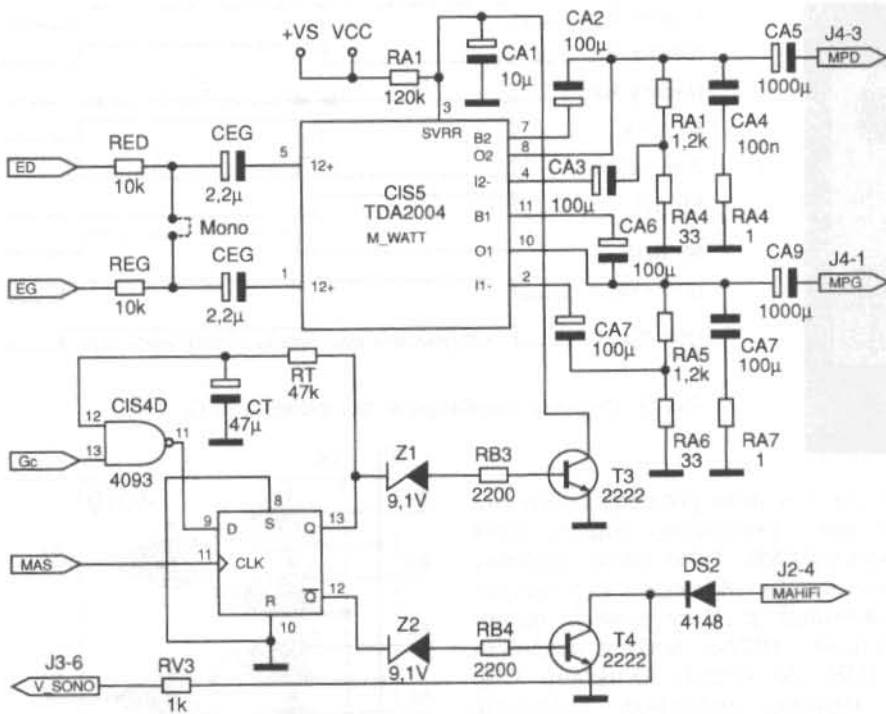 +VS
VCC
RA1
120k
CA1
10µ
CA2
100µ
CA5
1000µ
J4-3
MPD
ED
RED
10k
CEG
2,2µ
5
12+
3
SVRR
CIS5
TDA2004
M_WATT
B2
7
O2
8
I2-
4
B1
11
O1
10
I1-
2
CA3
100µ
RA1
1,2k
CA4
100n
RA4
33
RA4
1
Mono
EG
REG
10k
CEG
2,2µ
1
12+
CA6
100µ
CA9
1000µ
J4-1
MPG
CA7
100µ
RA5
1,2k
CA7
100µ
RA6
33
RA7
1
RT
47k
CT
47µ
CIS4D
12
13
11
4093
Gc
MAS
9
D
8
S
Q
13
11
CLK
Q
12
R
10
Z1
9,1V
RB3
2200
T3
2222
Z2
9,1V
RB4
2200
T4
2222
DS2
4148
J2-4
MAHIFI
J3-6
V_SONO
RV3
1k